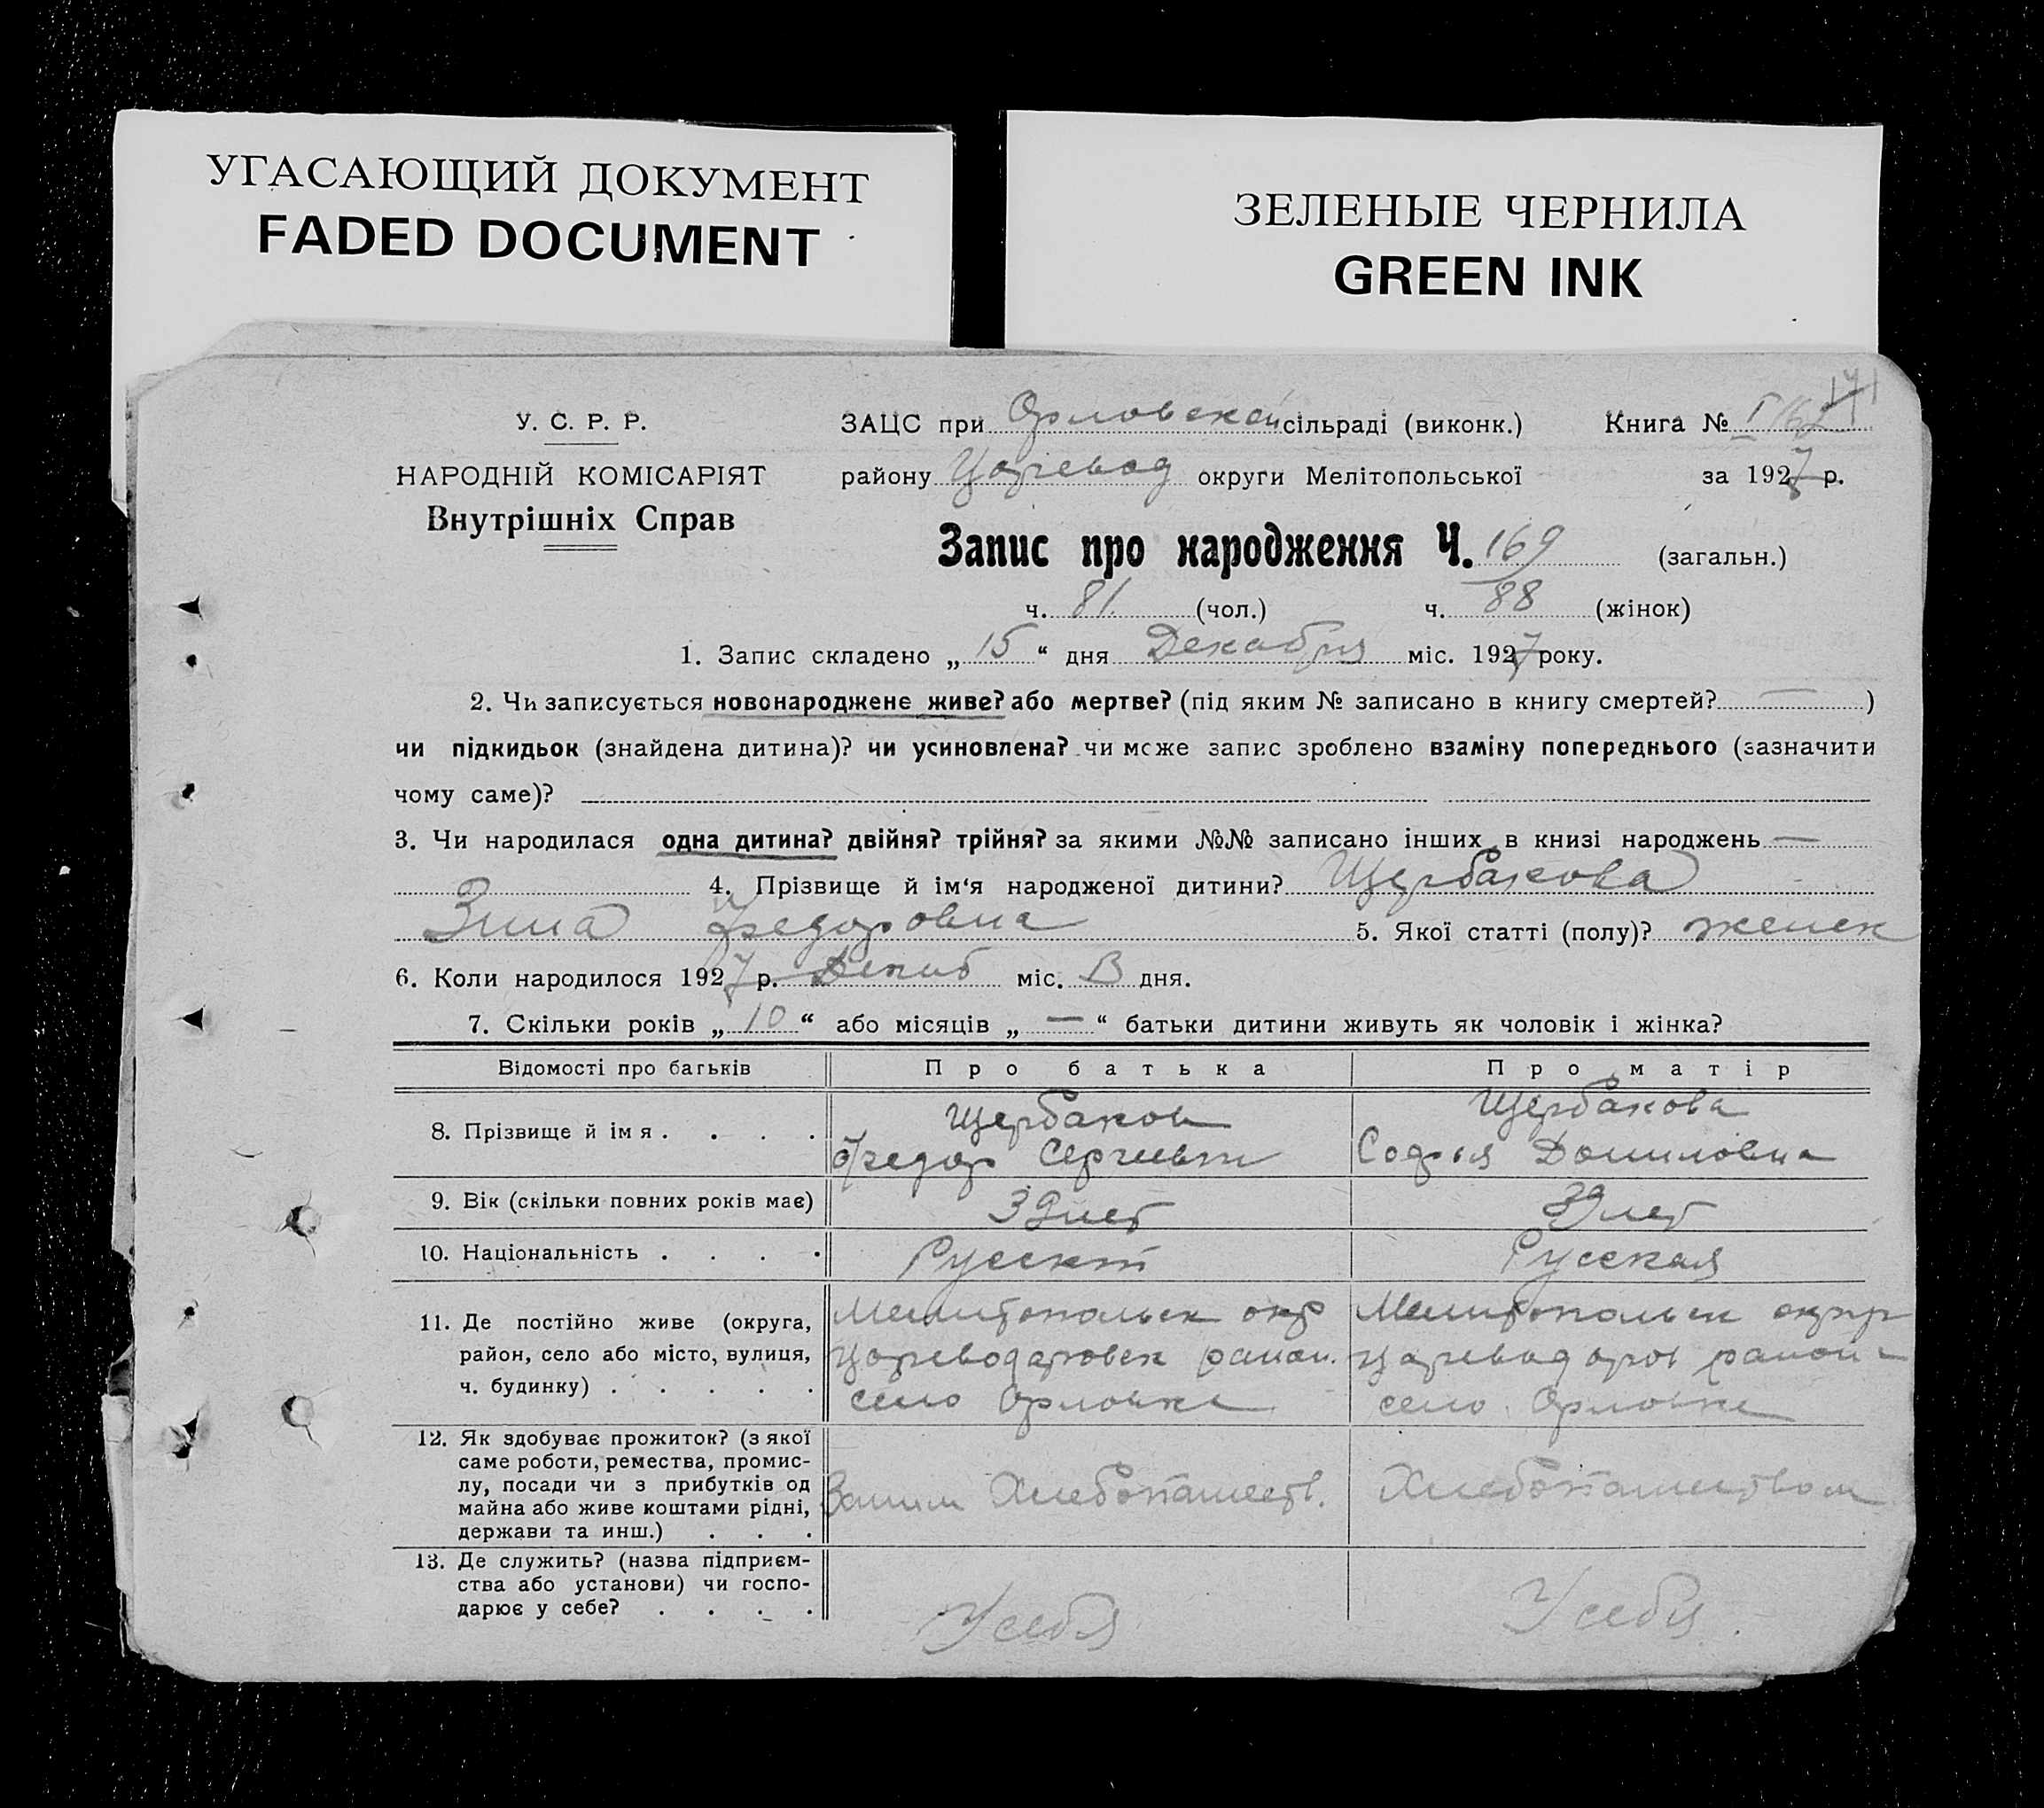 УГАСАЮЩИЙ ДОКУМЕНТ
FADED DOCUMENT
ЗЕЛЕНЫЕ ЧЕРНИЛА
GREEN INK
У. С. Р. Р.
НАРОДНІЙ КОМІСАРІЯТ
Внутрішніх Справ
ЗАЦС при Орловской сільраді (виконк.) Книга №
району Царевод округи Мелітопольської за 1927 р.
Запис про народження Ч. 169 (загальн.)
ч. 81 (чол.) ч. 88 (жінок)
1. Запис складено „ 15 “ дня Декабря міс. 1927 року.
2. Чи записується новонароджене живе? або мертве? (під яким № записано в книгу смертей? — )
чи підкидьок (знайдена дитина)? чи усиновлена? чи може запис зроблено взаміну попереднього (зазначити
чому саме)?
3. Чи народилася одна дитина? двійня? трійня? за якими №№ записано інших в книзі народжень —
4. Прізвище й ім‘я народженої дитини? Щербакова
Зина Федоровна 5. Якої статті (полу)? женск
6. Коли народилося 1927 р. Декаб міс. дня.
7. Скільки років „ 10 “ або місяців „ — “ батьки дитини живуть як чоловік і жінка?
Відомості про батьків Про батька Про матір
8. Прізвище й імя . . . . Щербаков Щербакова
Федор Сергеевич Софья Даниловна
9. Вік (скільки повних років має) 39 лет 39 лет
10. Національність . . . . Русский Русская
11. Де постійно живе (округа, Мелитопольск окр Мелитопольск окр
район, село або місто, вулиця, Цареводаровск район. район
ч. будинку) . . . . . село Орловка село Орловка
12. Як здобуває прожиток? (з якої
саме роботи, ремества, промис-
лу, посади чи з прибутків од Хлебопашеств. Хлебопашеством
майна або живе коштами рідні,
держави та инш.) . . .
13. Де служить? (назва підприєм-
ства або установи) чи госпо-
дарює у себе? . . . . У себя У себя.